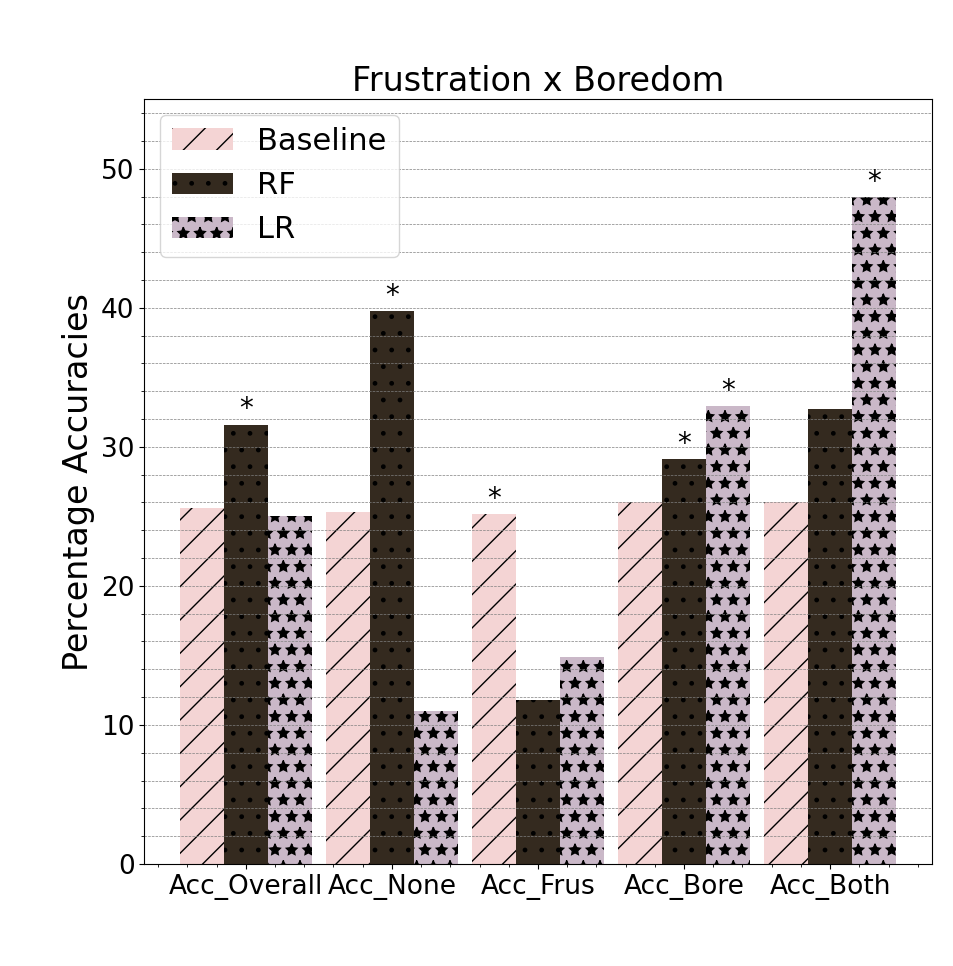 Frustration x Boredom
Baseline
RF
LR
Percentage Accuracies
50
40
30
20
10
0
*
*
*
*
*
*
Acc_Overall Acc_None Acc_Frus Acc_Bore Acc_Both